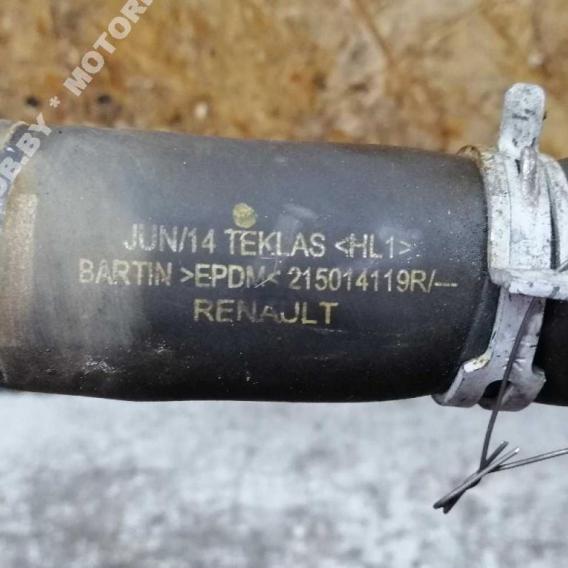 JUN/14 TEKLAS <HL1>
BARTIN >EPDM< 215014119R/---
RENAULT